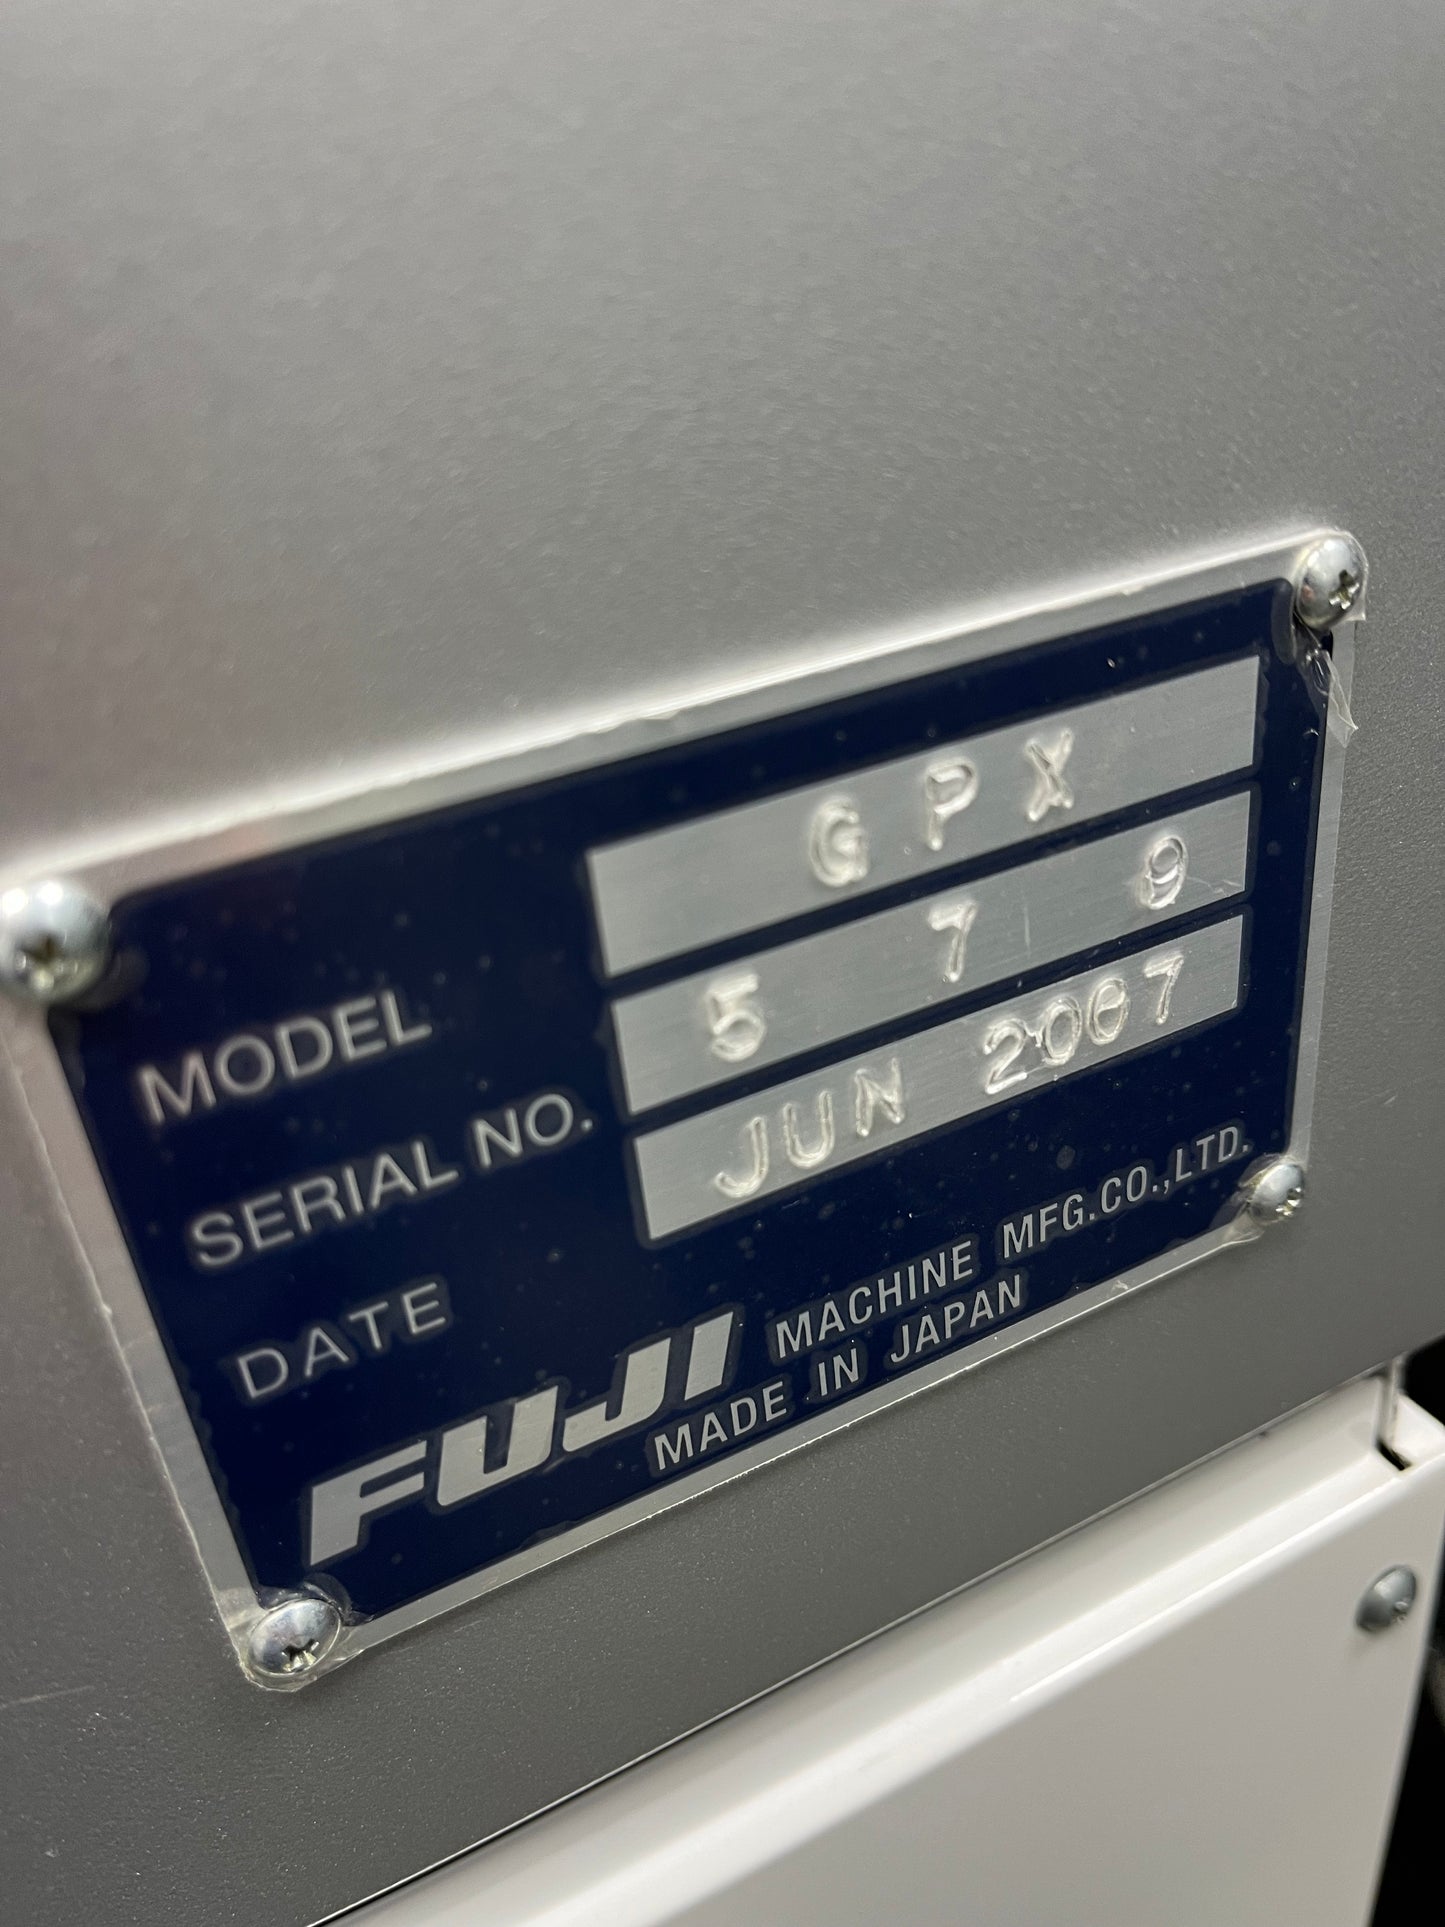 MODEL GPX
SERIAL NO. 5 7 9
DATE JUN 2007
FUJI MACHINE MFG.CO.,LTD.
MADE IN JAPAN